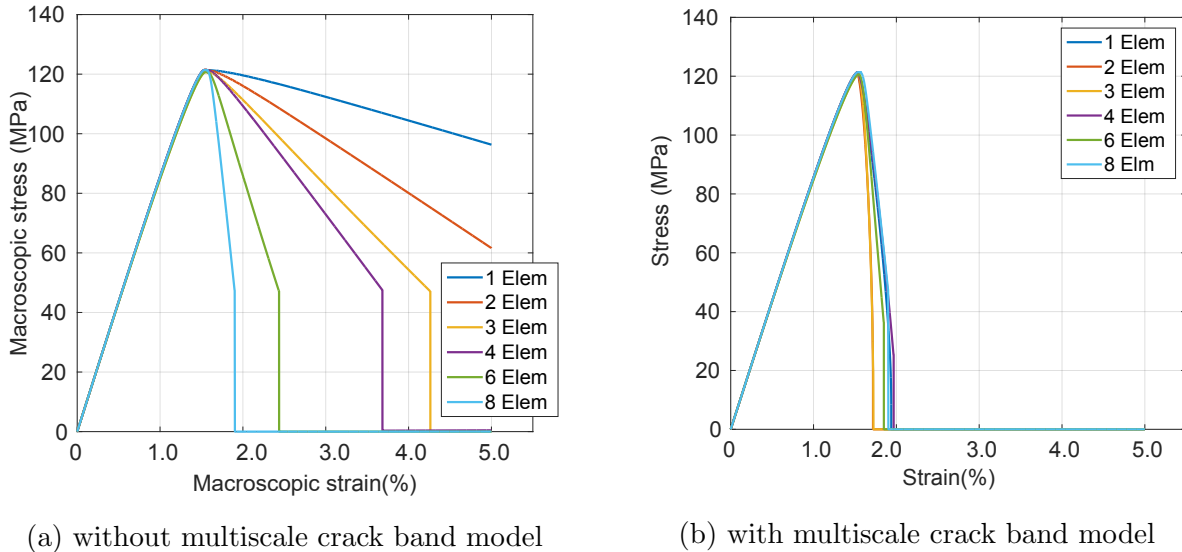 140
120
100
80
60
40
20
0
Macroscopic stress (MPa)
0
1.0
2.0
3.0
4.0
5.0
Macroscopic strain(%)
1 Elem
2 Elem
3 Elem
4 Elem
6 Elem
8 Elem
(a) without multiscale crack band model
140
120
100
80
60
40
20
0
Stress (MPa)
0
1.0
2.0
3.0
4.0
5.0
Strain(%)
1 Elem
2 Elem
3 Elem
4 Elem
6 Elem
8 Elm
(b) with multiscale crack band model